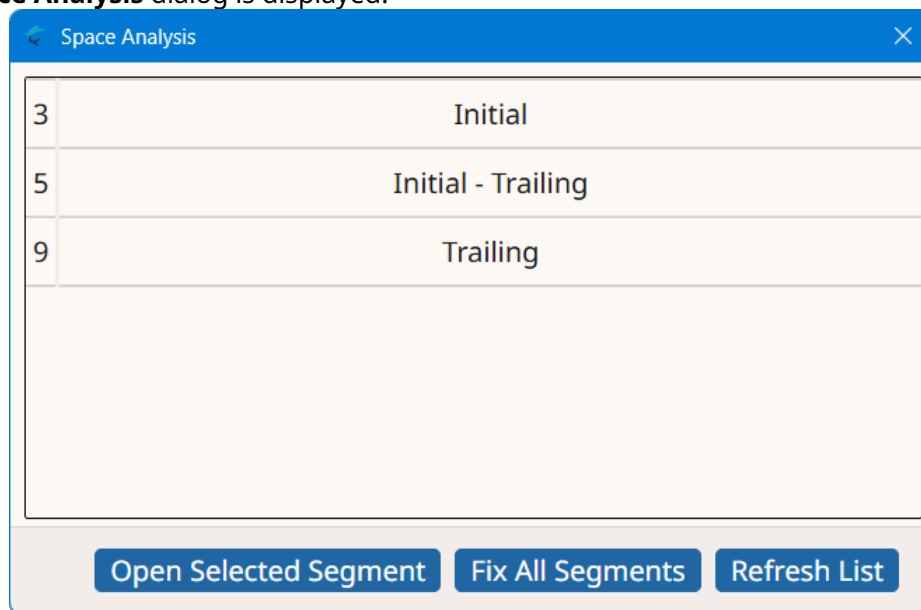 Analysis dialog is displayed.
Space Analysis
3 Initial
5 Initial - Trailing
9 Trailing
Open Selected Segment Fix All Segments Refresh List